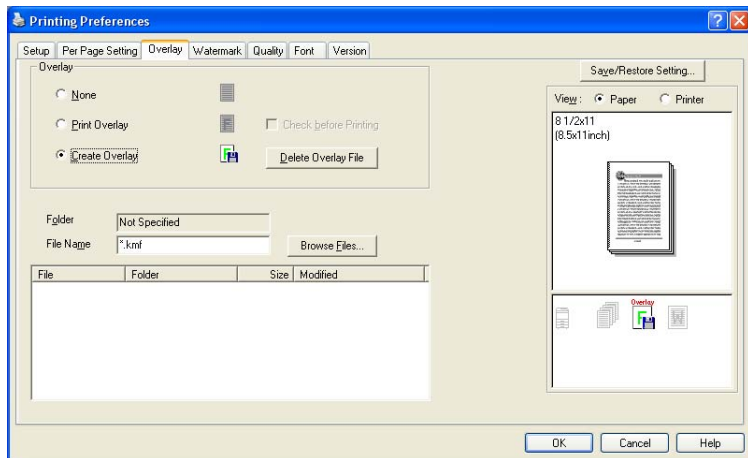 Printing Preferences
Setup Per Page Setting Overlay Watermark Quality Font Version
Overlay
None
Print Overlay
Check before Printing
Create Overlay
Delete Overlay File
Folder
Not Specified
File Name
*.kmf
Browse Files...
File Folder Size Modified
Save/Restore Setting...
View : Paper Printer
8 1/2x11
(8.5x11inch)
Overlay
OK Cancel Help